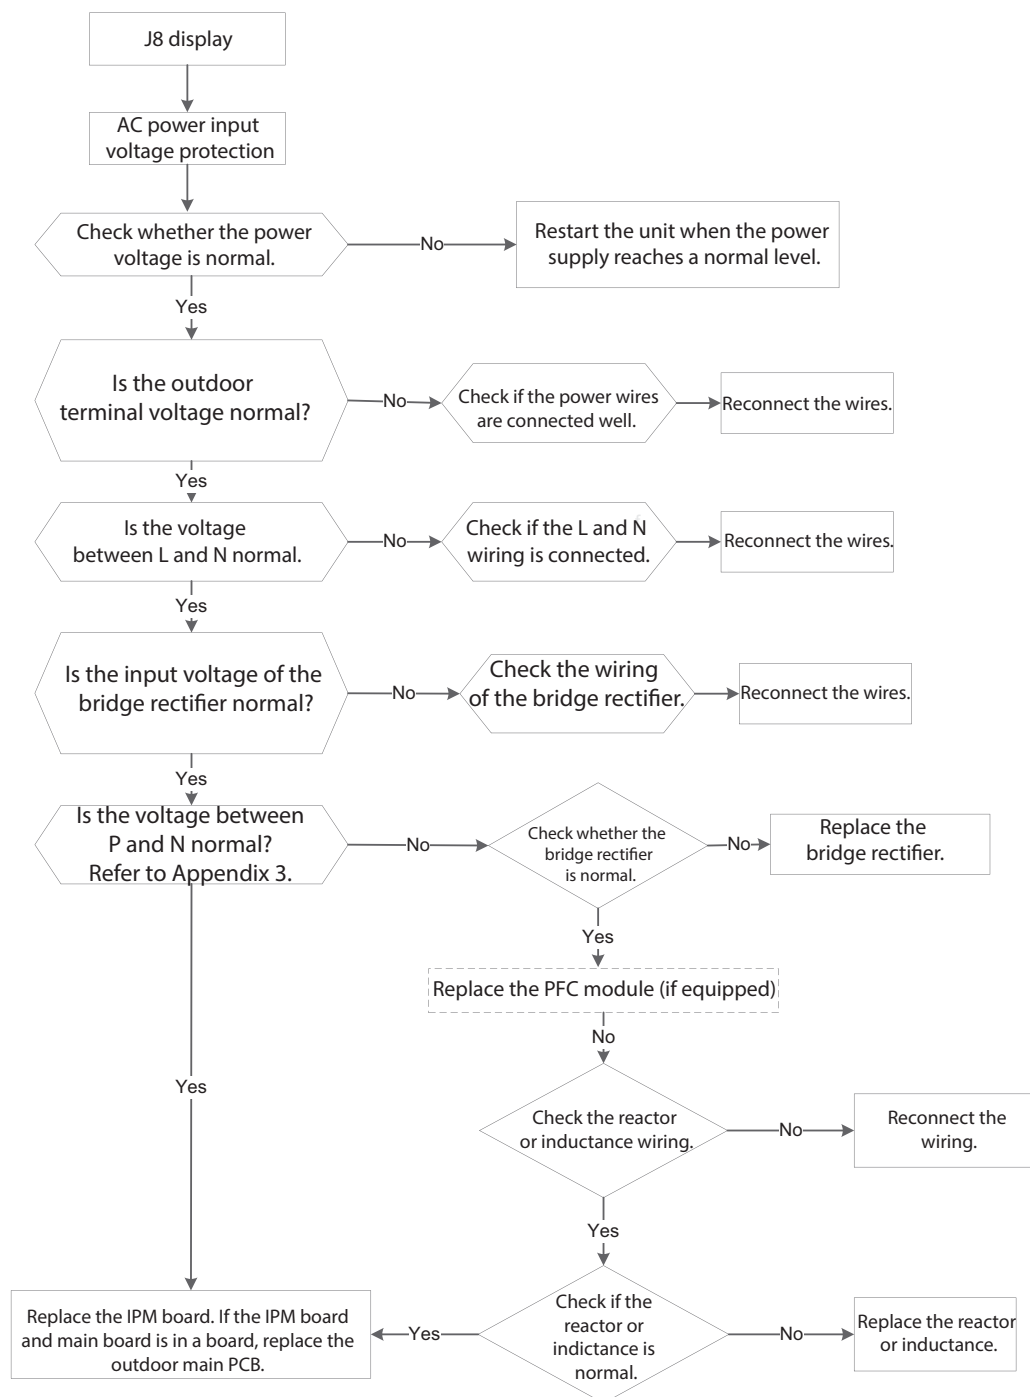 J8 display
AC power input
voltage protection
Check whether the power
voltage is normal.
No
Restart the unit when the power
supply reaches a normal level.
Yes
Is the outdoor
terminal voltage normal?
No
Check if the power wires
are connected well.
Reconnect the wires.
Yes
Is the voltage
between L and N normal.
No
Check if the L and N
wiring is connected.
Reconnect the wires.
Yes
Is the input voltage of the
bridge rectifier normal?
No
Check the wiring
of the bridge rectifier.
Reconnect the wires.
Yes
Is the voltage between
P and N normal?
Refer to Appendix 3.
No
Check whether the
bridge rectifier
is normal.
No
Replace the
bridge rectifier.
Yes
Replace the PFC module (if equipped)
No
Yes
Check the reactor
or inductance wiring.
No
Reconnect the
wiring.
Yes
Replace the IPM board. If the IPM board
and main board is in a board, replace the
outdoor main PCB.
Yes
Check if the
reactor or
indictance is
normal.
No
Replace the reactor
or inductance.